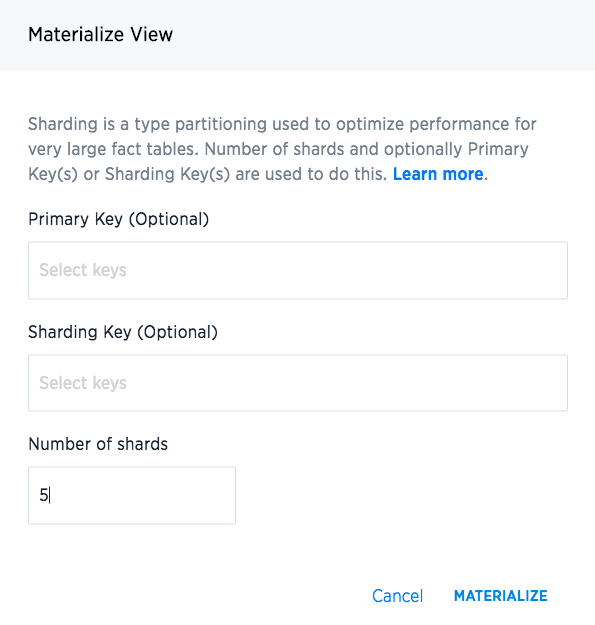 Materialize View
Sharding is a type partitioning used to optimize performance for
very large fact tables. Number of shards and optionally Primary
Key(s) or Sharding Key(s) are used to do this. Learn more.
Primary Key (Optional)
Select keys
Sharding Key (Optional)
Select keys
Number of shards
5
Cancel MATERIALIZE